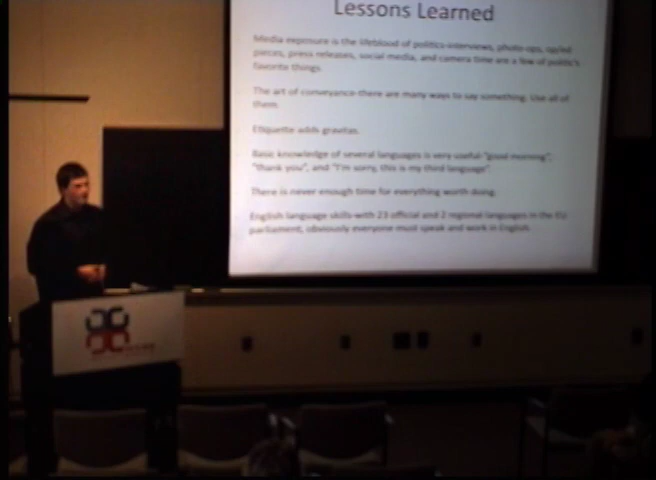 Lessons Learned
Media exposure is the lifeblood of politics-interviews, photo-ops, op/ed
pieces, press releases, social media, and camera time are a few of politic's
favorite things.
The art of conveyance-there are many ways to say something. Use all of
them.
Etiquette adds gravitas.
Basic knowledge of several languages is very useful-"good morning",
"thank you", and "I'm sorry, this is my third language".
There is never enough time for everything worth doing.
English language skills-with 23 official and 2 regional languages in the EU
parliament, obviously everyone must speak and work in English.